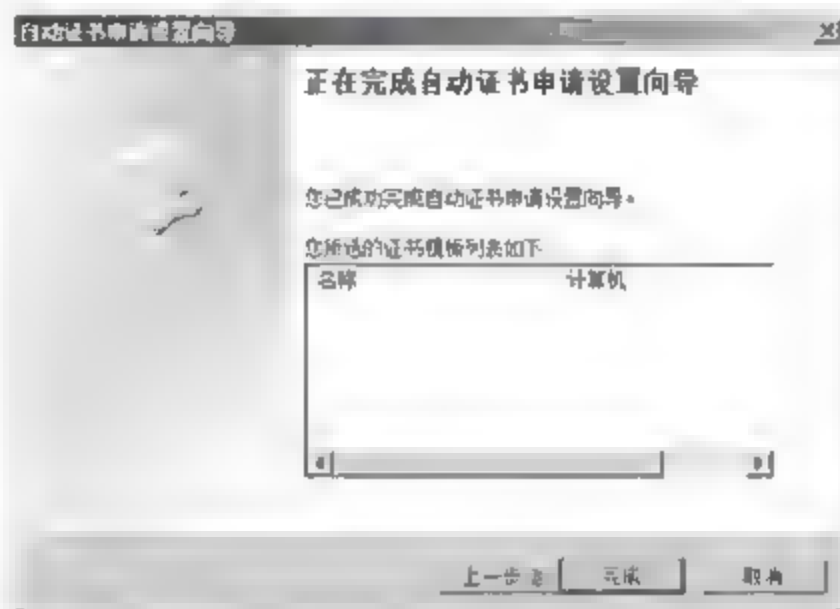 自动证书申请设置向导
正在完成自动证书申请设置向导
您已成功完成自动证书申请设置向导。
您所选的证书模板列表如下
名称 计算机
上一步 完成 取消